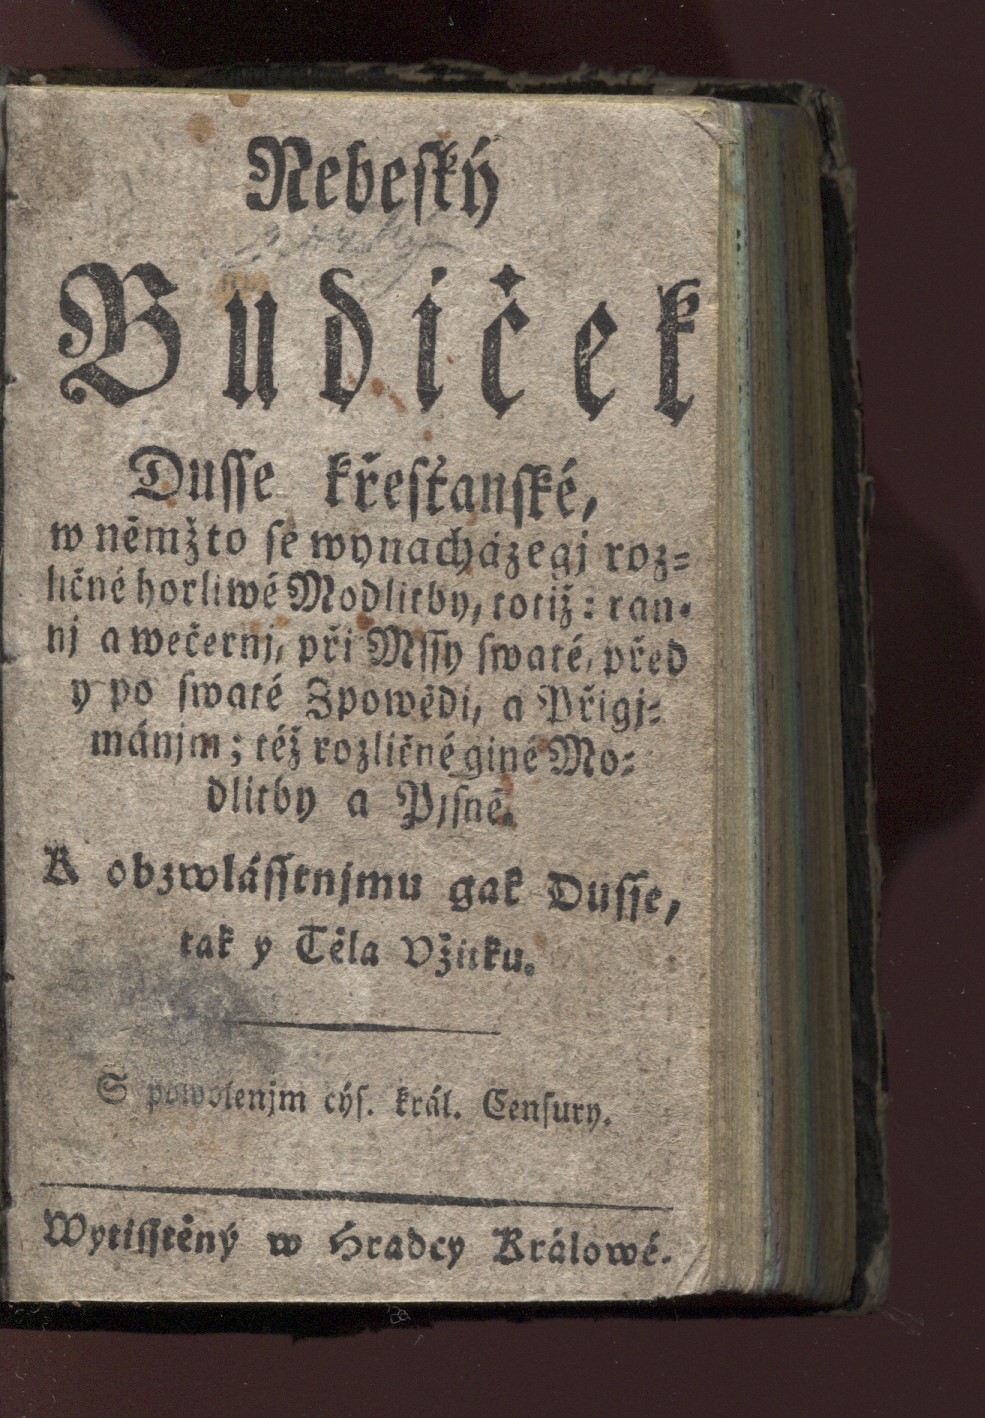 Nebeſký
Budiček
Duſſe křeſťanſké,
w němžto ſe wynacházegj roz-
ličné horliwé Modlitby, totiž: ran-
nj a wečernj, při Mſſy ſwaté, před
y po ſwaté Zpowědi, a Přigj-
mánjm; též rozličné giné Mo-
dlitby a Pjſně.
K obzwláſſtnjmu gak Duſſe,
tak y Těla Vžitku.
S powolenjm cýſ. král. Cenſury.
Wytiſſtěný w Hradcy Králowé.